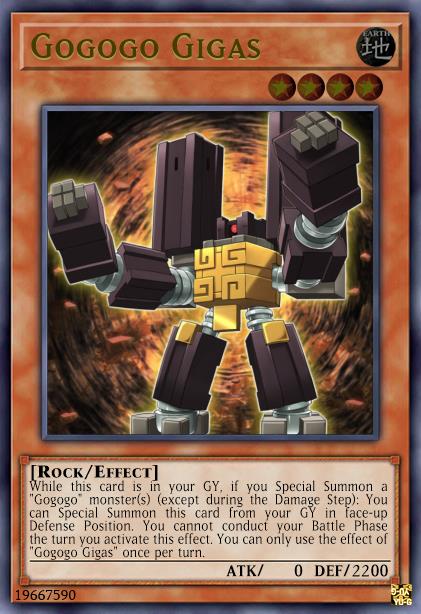 Gogogo Gigas
EARTH
地
[Rock/Effect]
While this card is in your GY, if you Special Summon a
"Gogogo" monster(s) (except during the Damage Step): You
can Special Summon this card from your GY in face-up
Defense Position. You cannot conduct your Battle Phase
the turn you activate this effect. You can only use the effect of
"Gogogo Gigas" once per turn.
ATK/ 0 DEF/2200
19667590